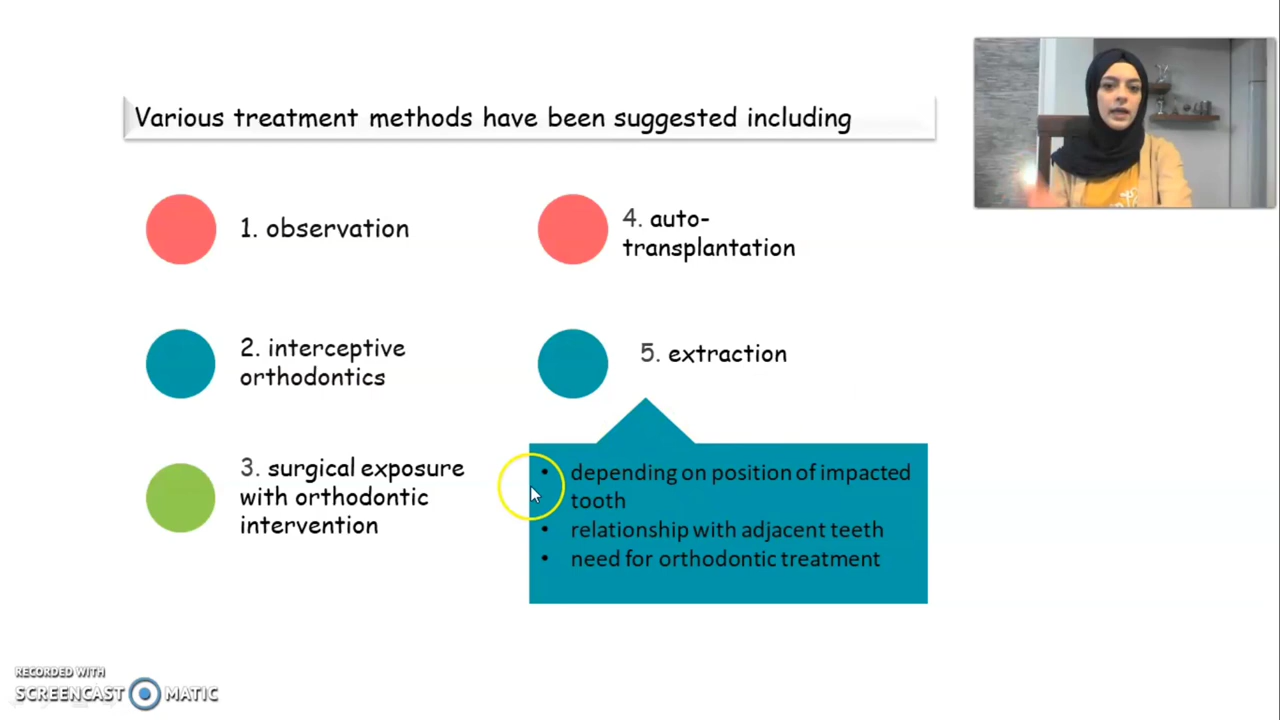 Various treatment methods have been suggested including
1. observation
2. interceptive
orthodontics
3. surgical exposure
with orthodontic
intervention
4. auto-
transplantation
5. extraction
• depending on position of impacted
tooth
• relationship with adjacent teeth
• need for orthodontic treatment
RECORDED WITH
SCREENCAST MATIC